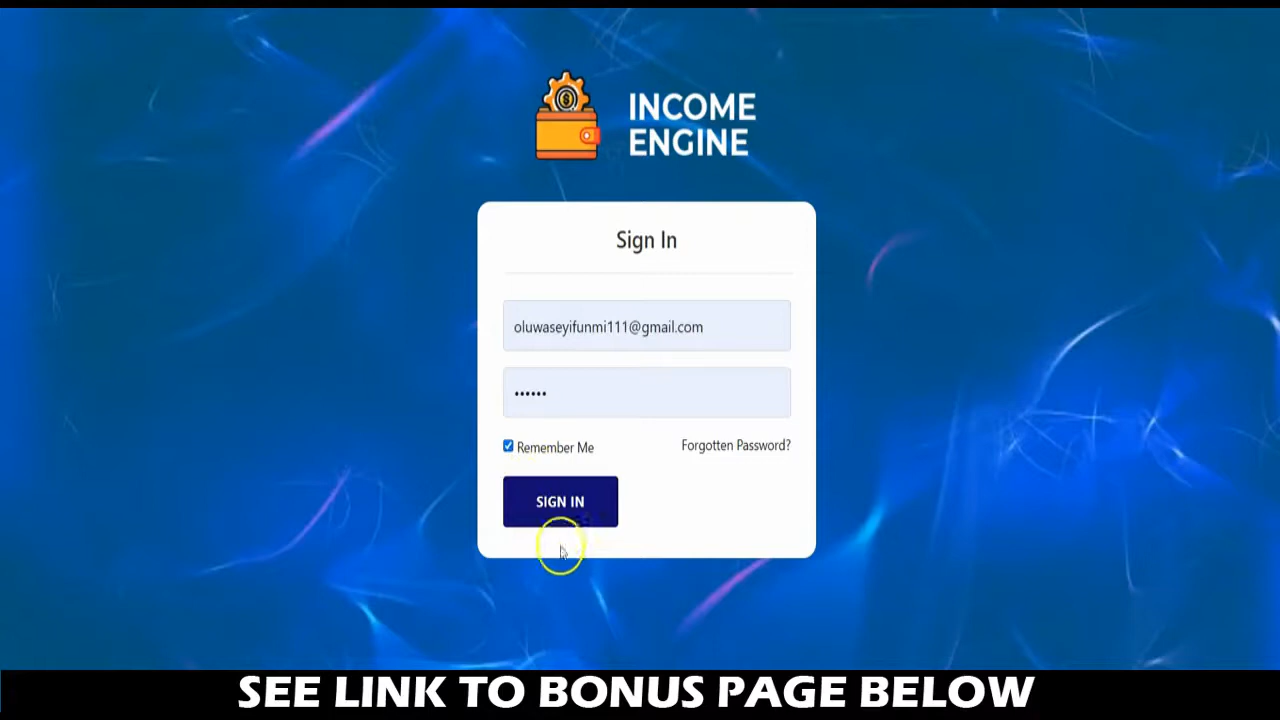 INCOME
ENGINE
Sign In
oluwaseyifunmi111@gmail.com
••••••
Remember Me
Forgotten Password?
SIGN IN
SEE LINK TO BONUS PAGE BELOW